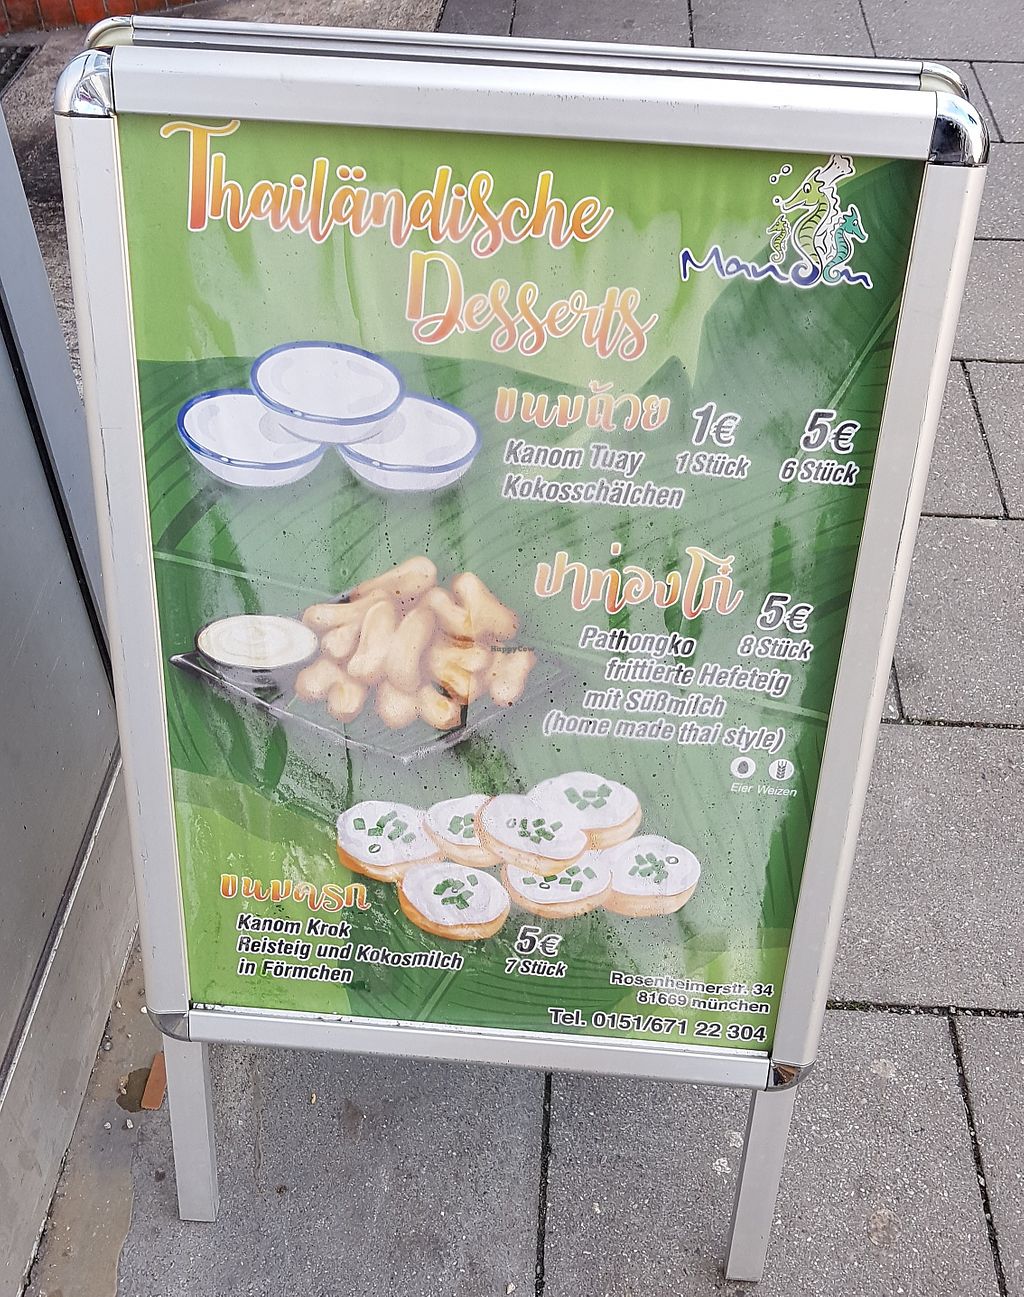 Thailändische
Desserts
Manoom
ขนมถ้วย
1€
5€
Kanom Tuay
1 Stück
6 Stück
Kokosschälchen
ปาท่องโก๋
5€
Pathongko
8 Stück
frittierte Hefeteig
mit Süßmilch
(home made thai style)
Eier Weizen
HappyCow
ขนมครก
Kanom Krok
Reisteig und Kokosmilch
in Förmchen
5€
7 Stück
Rosenheimerstr. 34
81669 münchen
Tel. 0151/671 22 304